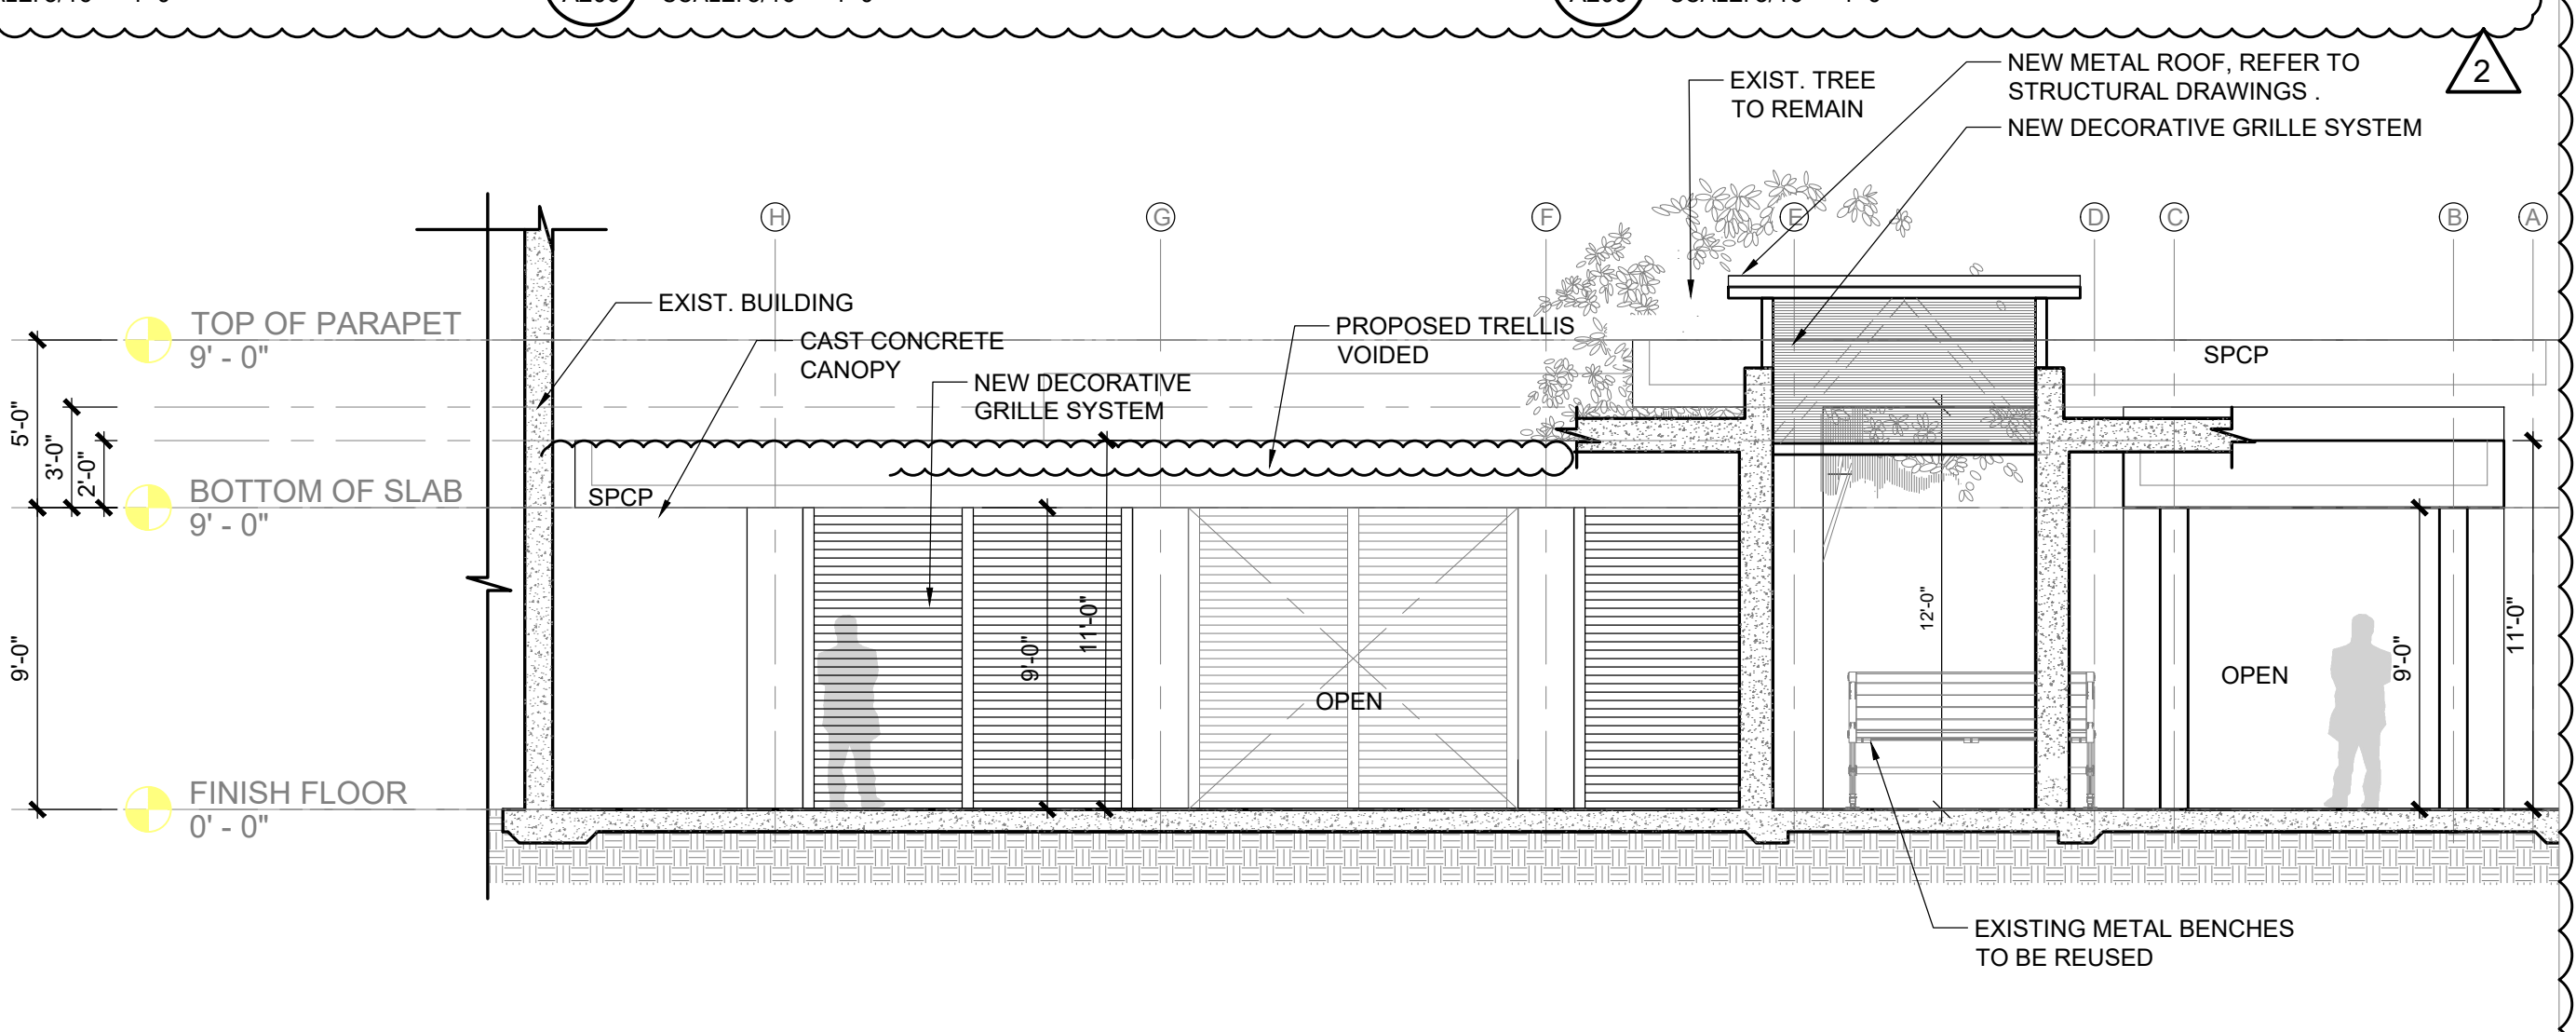 EXIST. TREE
TO REMAIN
NEW METAL ROOF, REFER TO
STRUCTURAL DRAWINGS .
NEW DECORATIVE GRILLE SYSTEM
2
H
G
F
E
D
C
B
A
EXIST. BUILDING
CAST CONCRETE
CANOPY
NEW DECORATIVE
GRILLE SYSTEM
PROPOSED TRELLIS
VOIDED
TOP OF PARAPET
9' - 0"
SPCP
5'-0"
3'-0"
2'-0"
BOTTOM OF SLAB
9' - 0"
SPCP
9'-0"
9'-0"
11'-0"
OPEN
12'-0"
OPEN
9'-0"
11'-0"
FINISH FLOOR
0' - 0"
EXISTING METAL BENCHES
TO BE REUSED